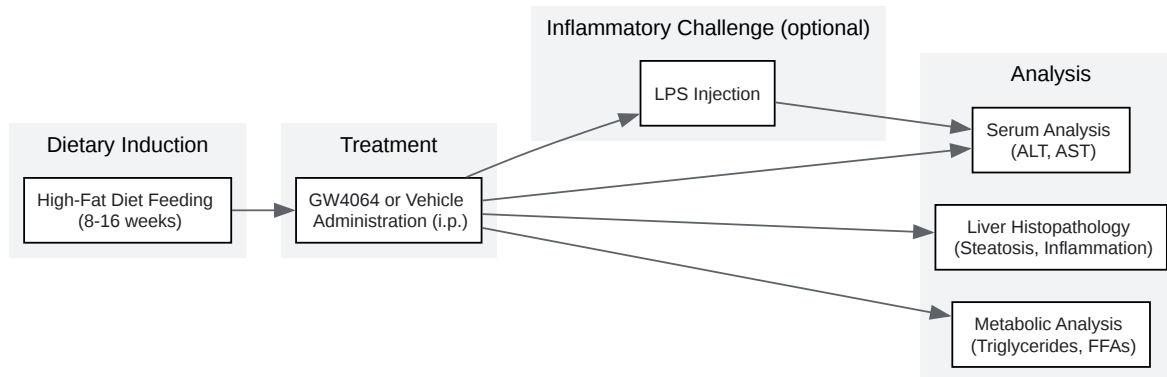 Dietary Induction
High-Fat Diet Feeding
(8-16 weeks)
Treatment
GW4064 or Vehicle
Administration (i.p.)
Inflammatory Challenge (optional)
LPS Injection
Analysis
Serum Analysis
(ALT, AST)
Liver Histopathology
(Steatosis, Inflammation)
Metabolic Analysis
(Triglycerides, FFAs)